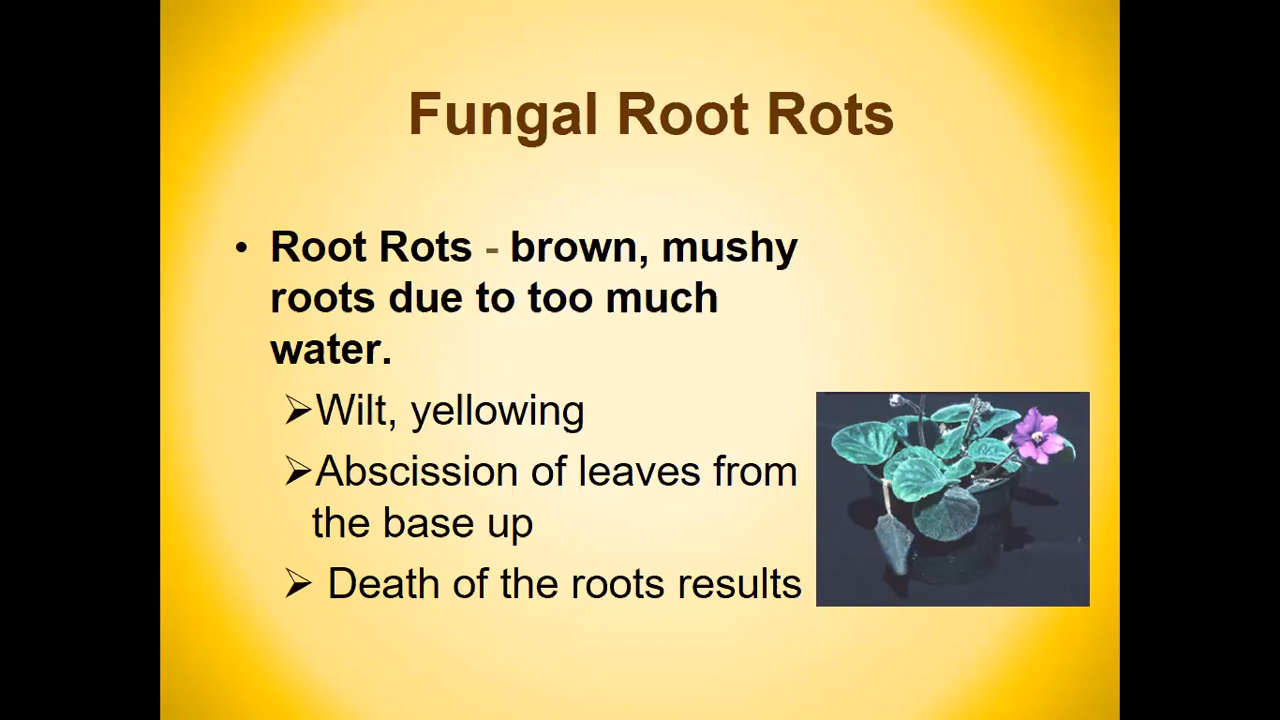 Fungal Root Rots
• Root Rots - brown, mushy
roots due to too much
water.
➢Wilt, yellowing
➢Abscission of leaves from
the base up
➢ Death of the roots results